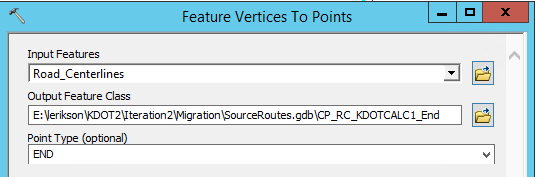 Feature Vertices To Points
Input Features
Road_Centerlines
Output Feature Class
E:\lerikson\KDOT2\Iteration2\Migration\SourceRoutes.gdb\CP_RC_KDOTCALC1_End
Point Type (optional)
END